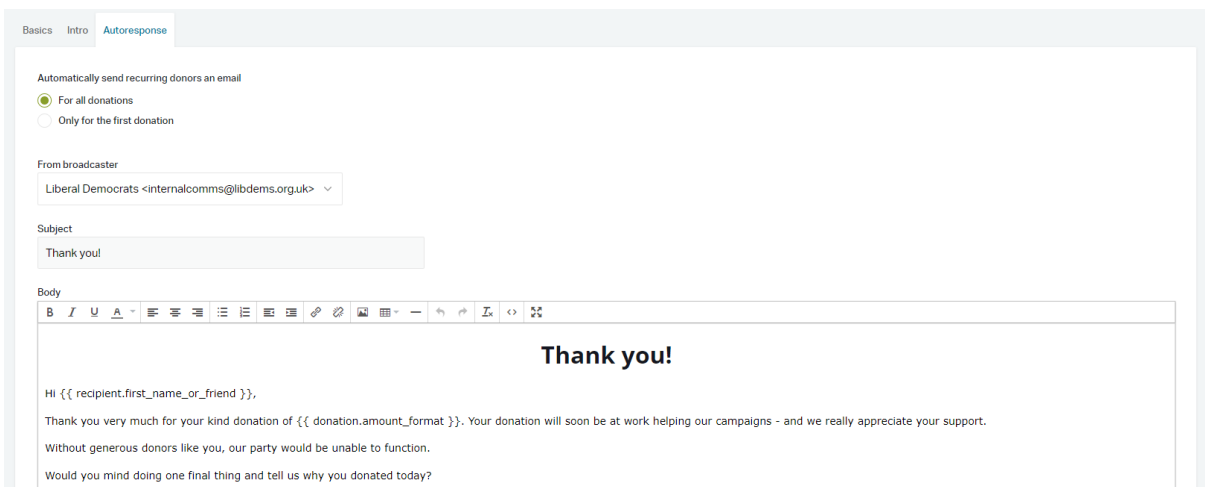 Basics Intro Autoresponse
Automatically send recurring donors an email
For all donations
Only for the first donation
From broadcaster
Liberal Democrats <internalcomms@libdems.org.uk>
Subject
Thank you!
Body
B I U A
Thank you!
Hi {{ recipient.first_name_or_friend }},
Thank you very much for your kind donation of {{ donation.amount_format }}. Your donation will soon be at work helping our campaigns - and we really appreciate your support.
Without generous donors like you, our party would be unable to function.
Would you mind doing one final thing and tell us why you donated today?